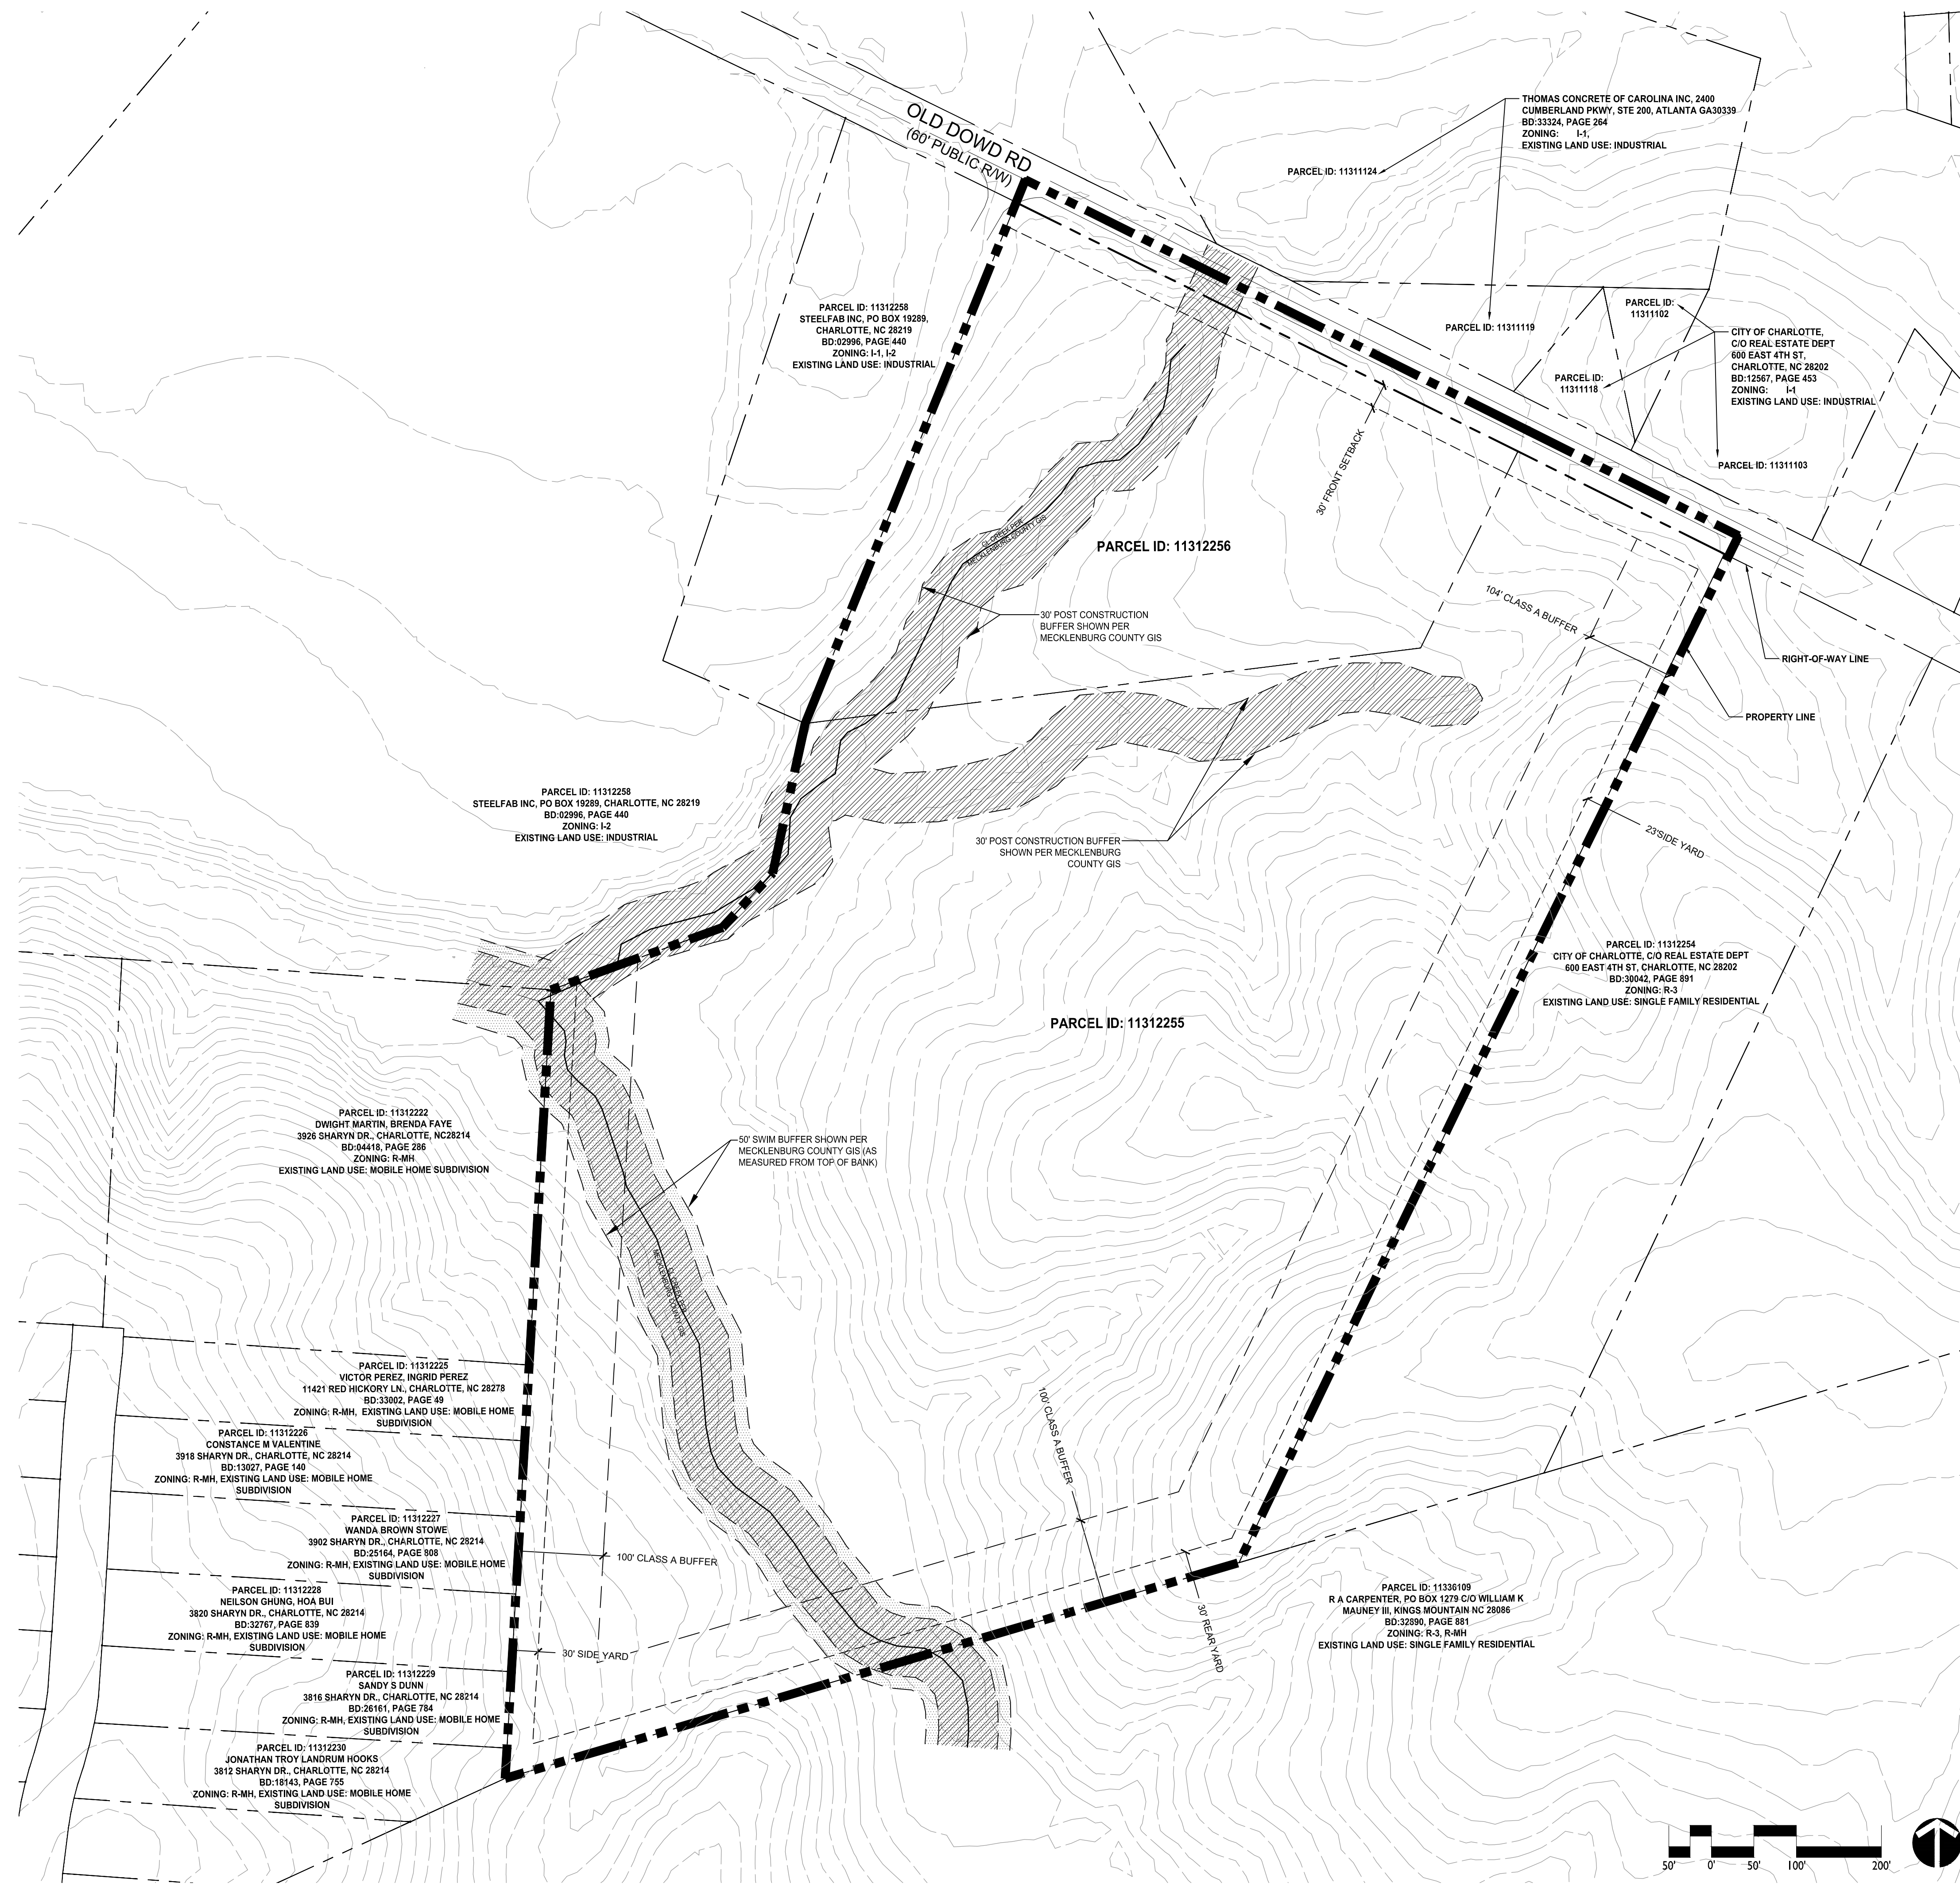 OLD DOWD RD
(60' PUBLIC R/W)
THOMAS CONCRETE OF CAROLINA INC, 2400
CUMBERLAND PKWY, STE 200, ATLANTA GA30339
BD:33324, PAGE 264
ZONING: I-1,
EXISTING LAND USE: INDUSTRIAL
PARCEL ID: 11311124
PARCEL ID: 11311119
PARCEL ID:
11311102
CITY OF CHARLOTTE,
C/O REAL ESTATE DEPT
600 EAST 4TH ST,
CHARLOTTE, NC 28202
BD:12567, PAGE 453
ZONING: I-1
EXISTING LAND USE: INDUSTRIAL
PARCEL ID:
11311118
PARCEL ID: 11311103
PARCEL ID: 11312258
STEELFAB INC, PO BOX 19289,
CHARLOTTE, NC 28219
BD:02996, PAGE 440
ZONING: I-1, I-2
EXISTING LAND USE: INDUSTRIAL
30' FRONT SETBACK
CL CREEK PER
MECKLENBURG COUNTY GIS
PARCEL ID: 11312256
30' POST CONSTRUCTION
BUFFER SHOWN PER
MECKLENBURG COUNTY GIS
104' CLASS A BUFFER
RIGHT-OF-WAY LINE
PROPERTY LINE
PARCEL ID: 11312258
STEELFAB INC, PO BOX 19289, CHARLOTTE, NC 28219
BD:02996, PAGE 440
ZONING: I-2
EXISTING LAND USE: INDUSTRIAL
30' POST CONSTRUCTION BUFFER
SHOWN PER MECKLENBURG
COUNTY GIS
23'SIDE YARD
PARCEL ID: 11312254
CITY OF CHARLOTTE, C/O REAL ESTATE DEPT
600 EAST 4TH ST, CHARLOTTE, NC 28202
BD:30042, PAGE 891
ZONING: R-3
EXISTING LAND USE: SINGLE FAMILY RESIDENTIAL
PARCEL ID: 11312255
PARCEL ID: 11312222
DWIGHT MARTIN, BRENDA FAYE
3926 SHARYN DR., CHARLOTTE, NC28214
BD:04418, PAGE 286
ZONING: R-MH
EXISTING LAND USE: MOBILE HOME SUBDIVISION
50' SWIM BUFFER SHOWN PER
MECKLENBURG COUNTY GIS (AS
MEASURED FROM TOP OF BANK)
CL CREEK PER
MECKLENBURG COUNTY GIS
PARCEL ID: 11312225
VICTOR PEREZ, INGRID PEREZ
11421 RED HICKORY LN., CHARLOTTE, NC 28278
BD:33002, PAGE 49
ZONING: R-MH, EXISTING LAND USE: MOBILE HOME
SUBDIVISION
PARCEL ID: 11312226
CONSTANCE M VALENTINE
3918 SHARYN DR., CHARLOTTE, NC 28214
BD:13027, PAGE 140
ZONING: R-MH, EXISTING LAND USE: MOBILE HOME
SUBDIVISION
100' CLASS A BUFFER
PARCEL ID: 11312227
WANDA BROWN STOWE
3902 SHARYN DR., CHARLOTTE, NC 28214
BD:25164, PAGE 808
ZONING: R-MH, EXISTING LAND USE: MOBILE HOME
SUBDIVISION
100' CLASS A BUFFER
PARCEL ID: 11312228
NEILSON GHUNG, HOA BUI
3820 SHARYN DR., CHARLOTTE, NC 28214
BD:32767, PAGE 839
ZONING: R-MH, EXISTING LAND USE: MOBILE HOME
SUBDIVISION
30' SIDE YARD
30' REAR YARD
PARCEL ID: 11336109
R A CARPENTER, PO BOX 1279 C/O WILLIAM K
MAUNEY III, KINGS MOUNTAIN NC 28086
BD:32890, PAGE 881
ZONING: R-3, R-MH
EXISTING LAND USE: SINGLE FAMILY RESIDENTIAL
PARCEL ID: 11312229
SANDY S DUNN
3816 SHARYN DR., CHARLOTTE, NC 28214
BD:26161, PAGE 784
ZONING: R-MH, EXISTING LAND USE: MOBILE HOME
SUBDIVISION
PARCEL ID: 11312230
JONATHAN TROY LANDRUM HOOKS
3812 SHARYN DR., CHARLOTTE, NC 28214
BD:18143, PAGE 755
ZONING: R-MH, EXISTING LAND USE: MOBILE HOME
SUBDIVISION
50' 0' 50' 100' 200'